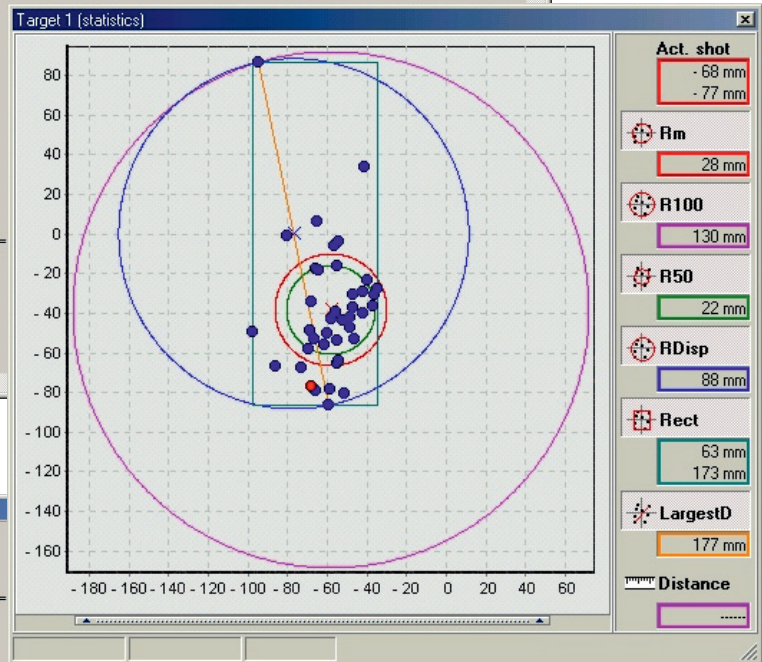 Target 1 (statistics)
Act. shot
- 68 mm
- 77 mm
Rm
28 mm
R100
130 mm
R50
22 mm
RDisp
88 mm
Rect
63 mm
173 mm
LargestD
177 mm
Distance
------
80
60
40
20
0
- 20
- 40
- 60
- 80
- 100
- 120
- 140
- 160
- 180 - 160 - 140 - 120 - 100 - 80 - 60 - 40 - 20 0 20 40 60